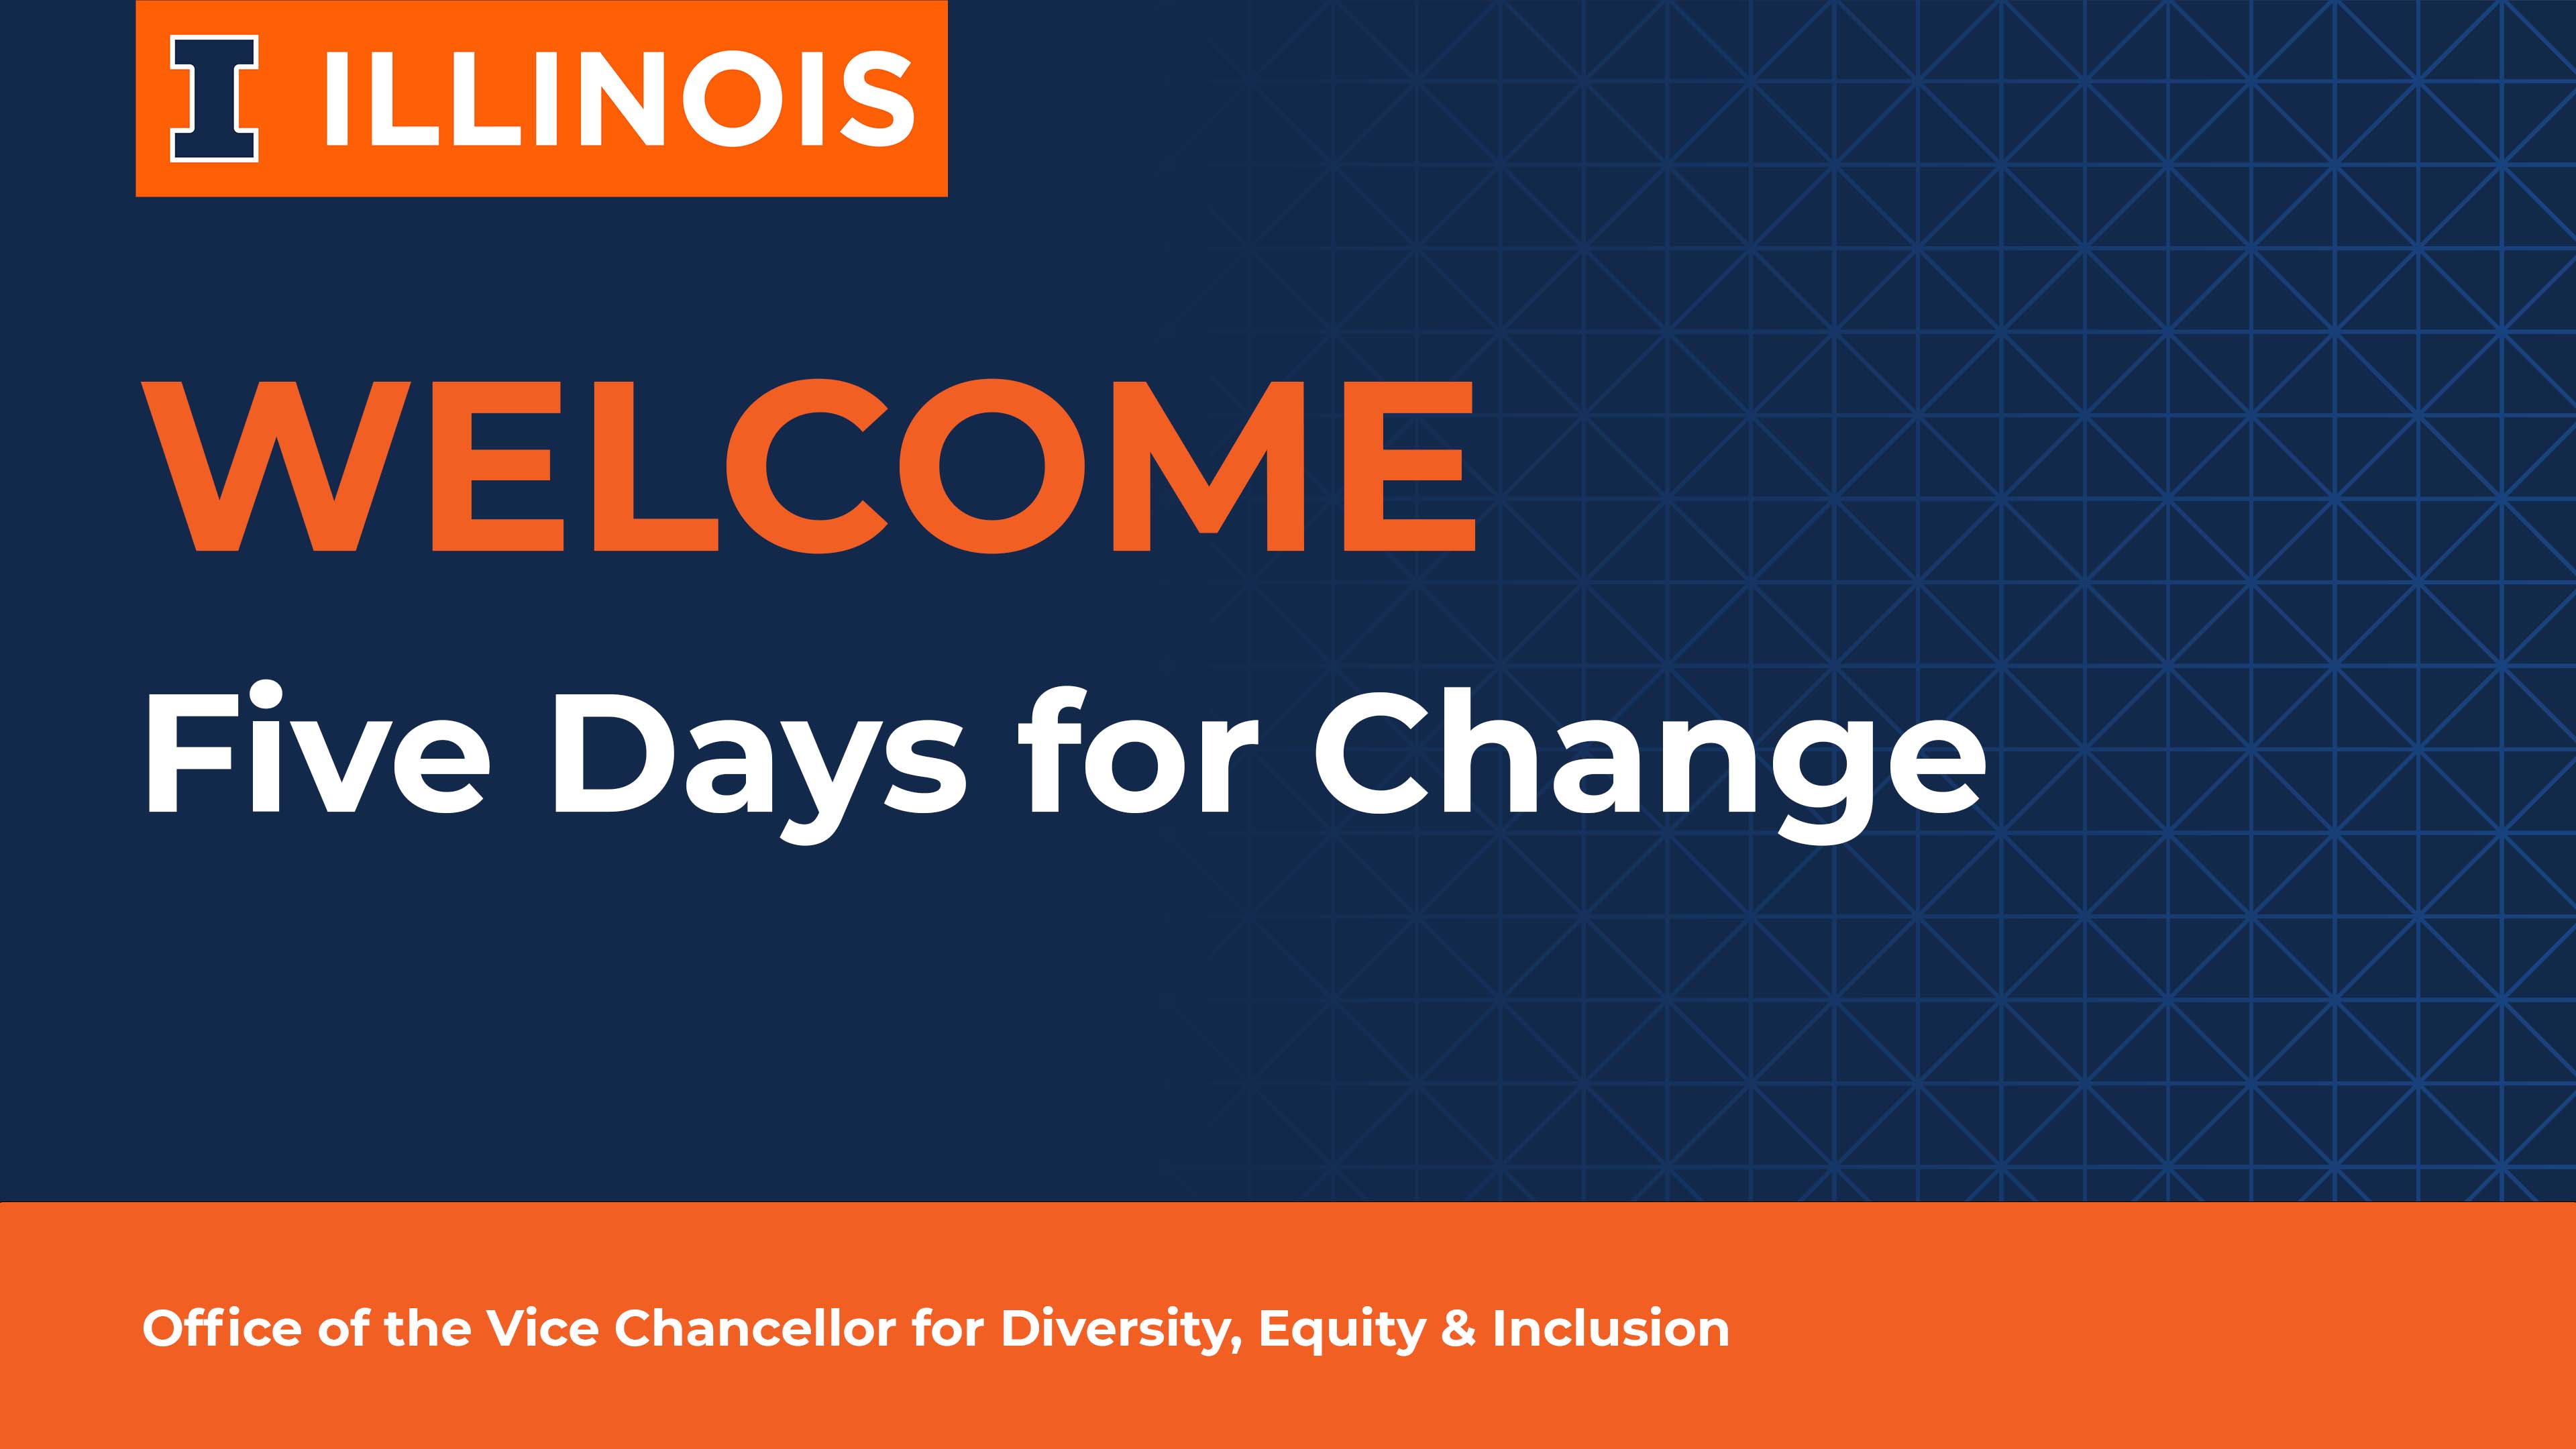 I ILLINOIS
WELCOME
Five Days for Change
Office of the Vice Chancellor for Diversity, Equity & Inclusion